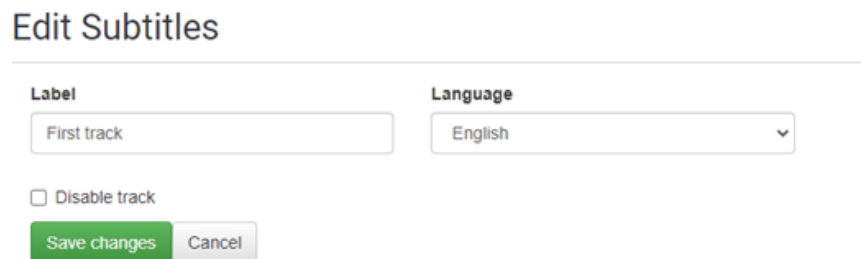 Edit Subtitles
Label Language
First track English
Disable track
Save changes Cancel